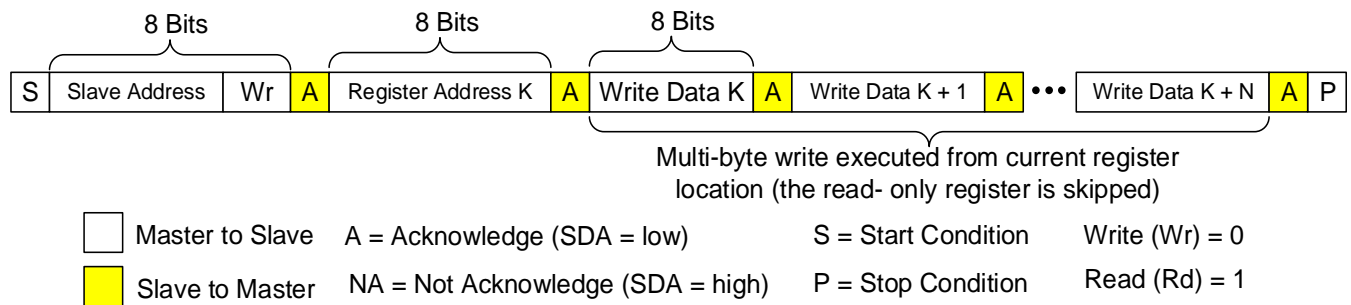 8 Bits 8 Bits 8 Bits
S Slave Address Wr A Register Address K A Write Data K A Write Data K + 1 A ••• Write Data K + N A P
Multi-byte write executed from current register
location (the read- only register is skipped)
Master to Slave A = Acknowledge (SDA = low) S = Start Condition Write (Wr) = 0
Slave to Master NA = Not Acknowledge (SDA = high) P = Stop Condition Read (Rd) = 1